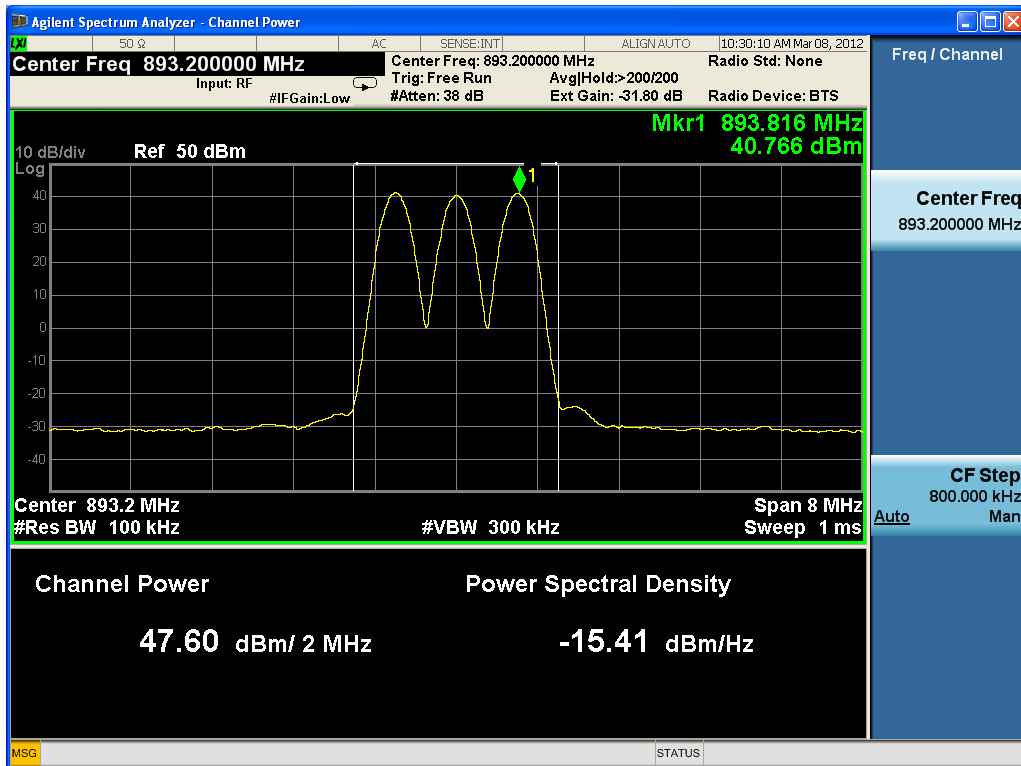 Agilent Spectrum Analyzer - Channel Power
LXI
50 Ω
AC
SENSE:INT
ALIGN AUTO
10:30:10 AM Mar 08, 2012
Center Freq 893.200000 MHz
Input: RF
#IFGain:Low
Center Freq: 893.200000 MHz
Trig: Free Run
Avg|Hold:>200/200
#Atten: 38 dB
Ext Gain: -31.80 dB
Radio Std: None
Radio Device: BTS
Mkr1 893.816 MHz
40.766 dBm
10 dB/div
Log
Ref 50 dBm
1
40
30
20
10
0
-10
-20
-30
-40
Center 893.2 MHz
Span 8 MHz
#Res BW 100 kHz
#VBW 300 kHz
Sweep 1 ms
Channel Power
Power Spectral Density
47.60 dBm/ 2 MHz
-15.41 dBm/Hz
Freq / Channel
Center Freq
893.200000 MHz
CF Step
800.000 kHz
Auto
Man
MSG
STATUS